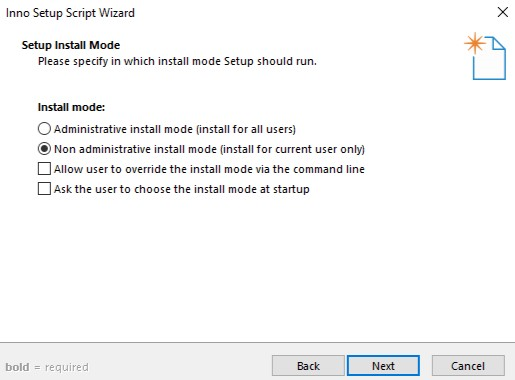 Inno Setup Script Wizard
Setup Install Mode
Please specify in which install mode Setup should run.
Install mode:
Administrative install mode (install for all users)
Non administrative install mode (install for current user only)
Allow user to override the install mode via the command line
Ask the user to choose the install mode at startup
bold = required
Back
Next
Cancel